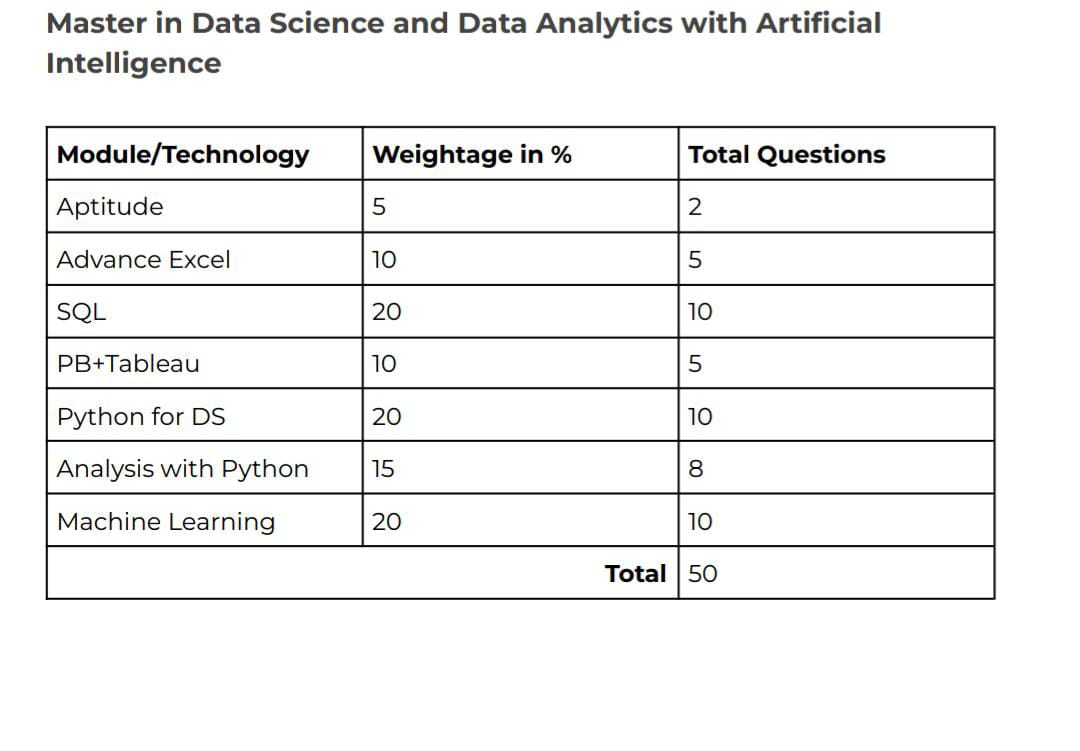 Master in Data Science and Data Analytics with Artificial
Intelligence
Module/Technology Weightage in % Total Questions
Aptitude 5 2
Advance Excel 10 5
SQL 20 10
PB+Tableau 10 5
Python for DS 20 10
Analysis with Python 15 8
Machine Learning 20 10
Total 50